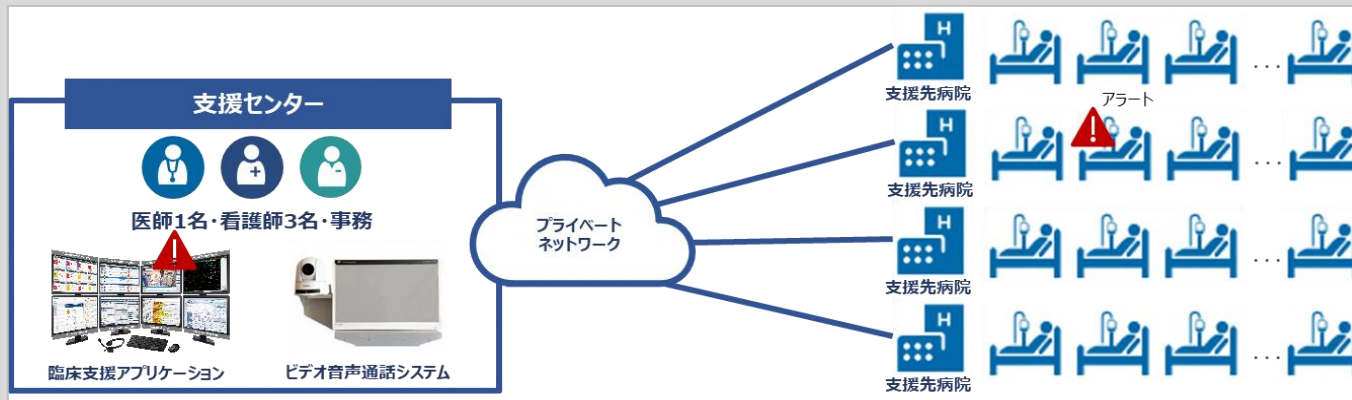 支援センター
医師1名・看護師3名・事務
臨床支援アプリケーション
ビデオ音声通話システム
プライベート
ネットワーク
H
支援先病院
アラート
H
支援先病院
H
支援先病院
H
支援先病院